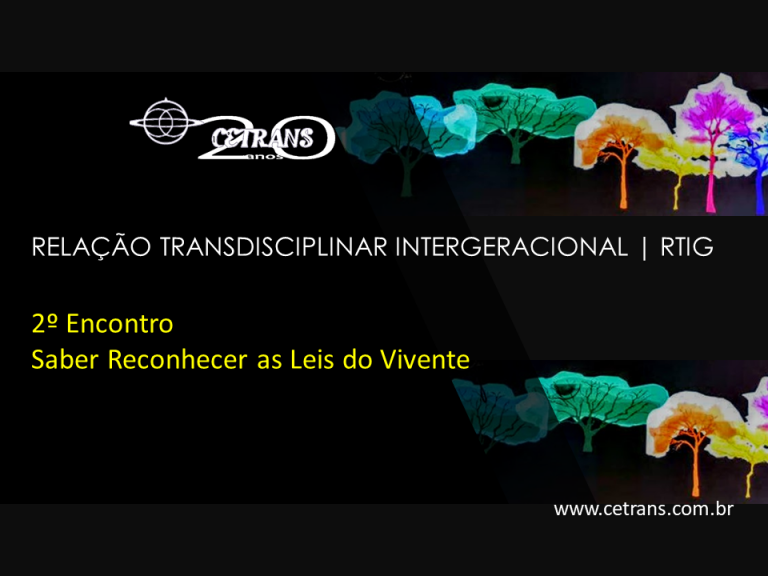 20
CETRANS
anos
RELAÇÃO TRANSDISCIPLINAR INTERGERACIONAL | RTIG
2º Encontro
Saber Reconhecer as Leis do Vivente
www.cetrans.com.br